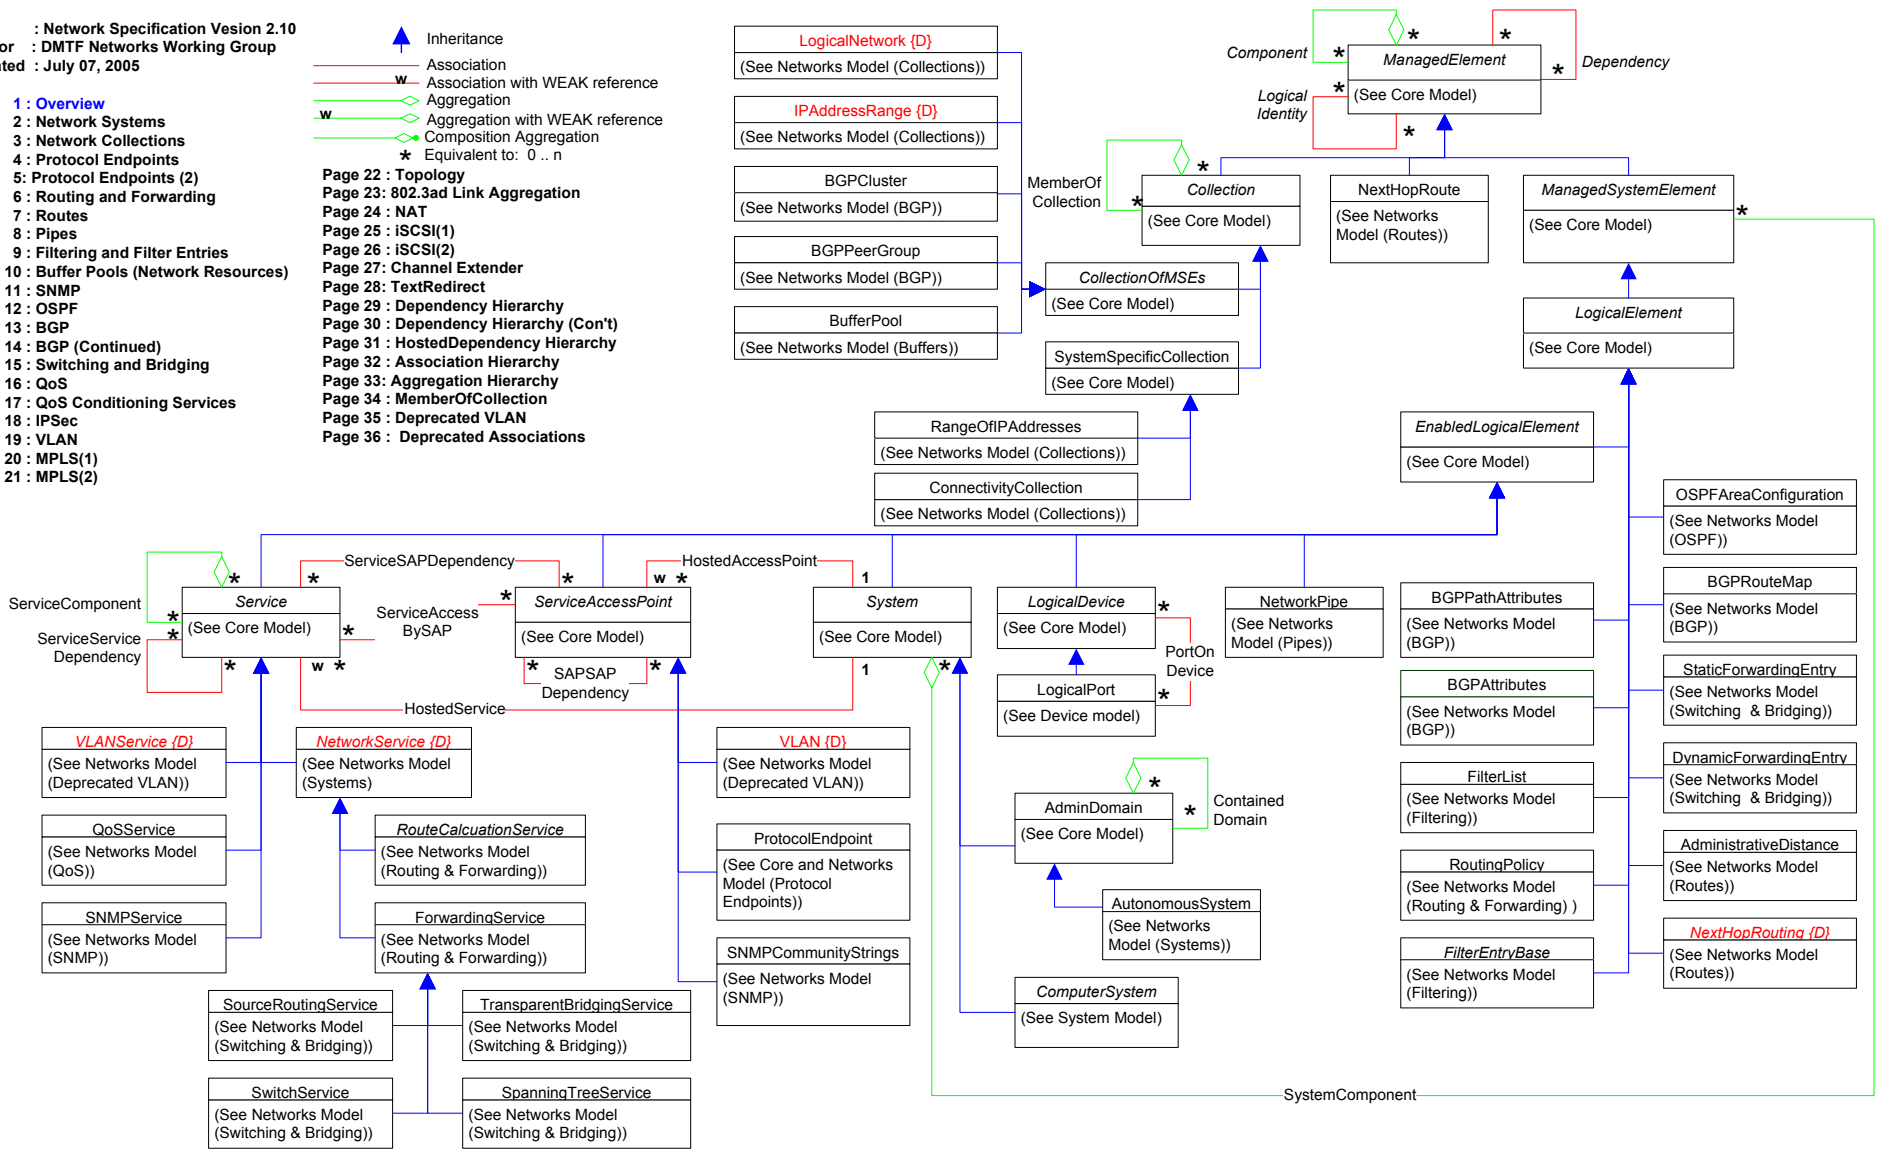 : Network Specification Vesion 2.10
or : DMTF Networks Working Group
ted : July 07, 2005
1 : Overview
2 : Network Systems
3 : Network Collections
4 : Protocol Endpoints
5: Protocol Endpoints (2)
6 : Routing and Forwarding
7 : Routes
8 : Pipes
9 : Filtering and Filter Entries
10 : Buffer Pools (Network Resources)
11 : SNMP
12 : OSPF
13 : BGP
14 : BGP (Continued)
15 : Switching and Bridging
16 : QoS
17 : QoS Conditioning Services
18 : IPSec
19 : VLAN
20 : MPLS(1)
21 : MPLS(2)
Inheritance
Association
w
Association with WEAK reference
Aggregation
w
Aggregation with WEAK reference
Composition Aggregation
* Equivalent to: 0 .. n
Page 22 : Topology
Page 23: 802.3ad Link Aggregation
Page 24 : NAT
Page 25 : iSCSI(1)
Page 26 : iSCSI(2)
Page 27: Channel Extender
Page 28: TextRedirect
Page 29 : Dependency Hierarchy
Page 30 : Dependency Hierarchy (Con't)
Page 31 : HostedDependency Hierarchy
Page 32 : Association Hierarchy
Page 33: Aggregation Hierarchy
Page 34 : MemberOfCollection
Page 35 : Deprecated VLAN
Page 36 : Deprecated Associations
LogicalNetwork {D}
(See Networks Model (Collections))
IPAddressRange {D}
(See Networks Model (Collections))
BGPCluster
(See Networks Model (BGP))
BGPPeerGroup
(See Networks Model (BGP))
BufferPool
(See Networks Model (Buffers))
Component
*
*
ManagedElement
(See Core Model)
*
*
Dependency
Logical
Identity
*
*
MemberOf
Collection
*
*
Collection
(See Core Model)
NextHopRoute
(See Networks
Model (Routes))
ManagedSystemElement
(See Core Model)
*
CollectionOfMSEs
(See Core Model)
LogicalElement
(See Core Model)
SystemSpecificCollection
(See Core Model)
RangeOfIPAddresses
(See Networks Model (Collections))
ConnectivityCollection
(See Networks Model (Collections))
EnabledLogicalElement
(See Core Model)
OSPFAreaConfiguration
(See Networks Model
(OSPF))
ServiceSAPDependency
HostedAccessPoint
*
*
*
w *
1
ServiceComponent
*
Service
(See Core Model)
ServiceAccess
BySAP
*
*
ServiceAccessPoint
(See Core Model)
System
(See Core Model)
LogicalDevice
(See Core Model)
*
NetworkPipe
(See Networks
Model (Pipes))
BGPPathAttributes
(See Networks Model
(BGP))
BGPRouteMap
(See Networks Model
(BGP))
ServiceService
Dependency
*
*
w *
*
*
SAPSAP
Dependency
1
*
PortOn
Device
*
HostedService
LogicalPort
(See Device model)
BGPAttributes
(See Networks Model
(BGP))
StaticForwardingEntry
(See Networks Model
(Switching & Bridging))
VLANService {D}
(See Networks Model
(Deprecated VLAN))
NetworkService {D}
(See Networks Model
(Systems)
VLAN {D}
(See Networks Model
(Deprecated VLAN))
FilterList
(See Networks Model
(Filtering))
DynamicForwardingEntry
(See Networks Model
(Switching & Bridging))
AdminDomain
(See Core Model)
*
*
Contained
Domain
QoSService
(See Networks Model
(QoS))
RouteCalcuationService
(See Networks Model
(Routing & Forwarding))
ProtocolEndpoint
(See Core and Networks
Model (Protocol
Endpoints))
RoutingPolicy
(See Networks Model
(Routing & Forwarding) )
AdministrativeDistance
(See Networks Model
(Routes))
SNMPService
(See Networks Model
(SNMP))
ForwardingService
(See Networks Model
(Routing & Forwarding))
AutonomousSystem
(See Networks
Model (Systems))
SNMPCommunityStrings
(See Networks Model
(SNMP))
FilterEntryBase
(See Networks Model
(Filtering))
NextHopRouting {D}
(See Networks Model
(Routes))
ComputerSystem
(See System Model)
SourceRoutingService
(See Networks Model
(Switching & Bridging))
TransparentBridgingService
(See Networks Model
(Switching & Bridging))
SwitchService
(See Networks Model
(Switching & Bridging))
SpanningTreeService
(See Networks Model
(Switching & Bridging))
SystemComponent